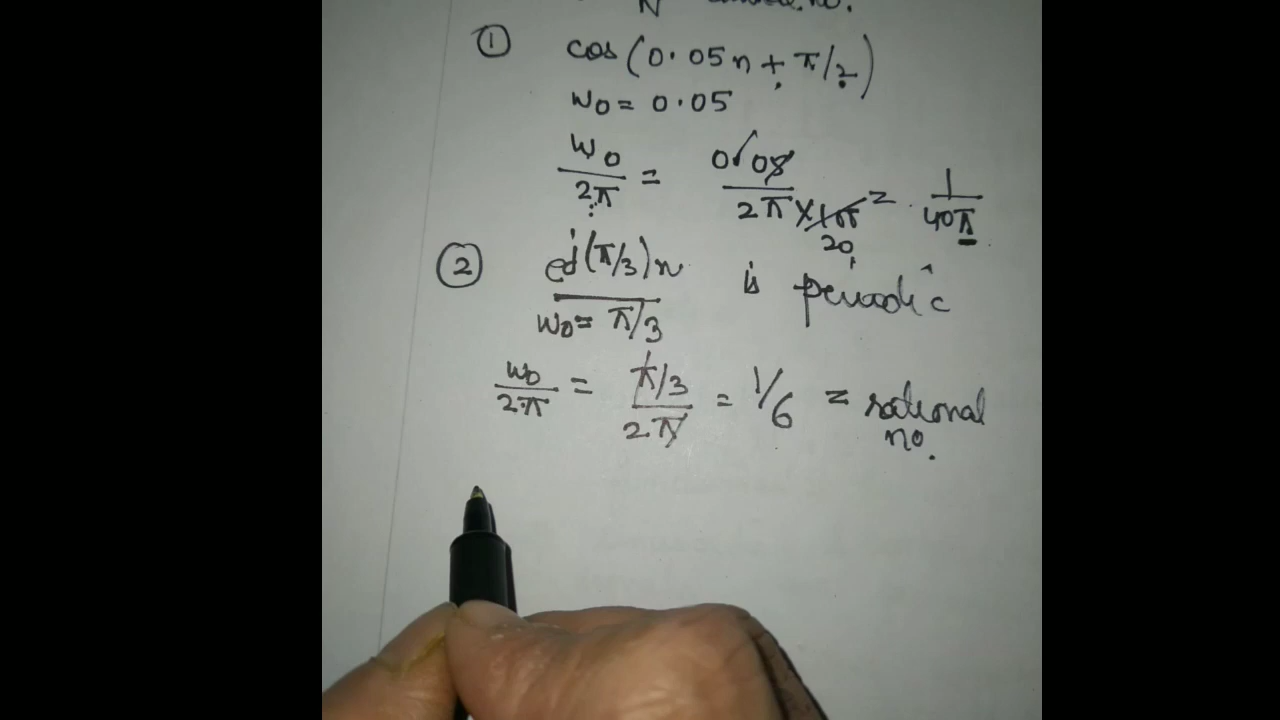 N
① cos(0.05n + π/2)
w0 = 0.05
w0/2π = 0.05/2π×100 20 = 1/40π
② e^j(π/3)n is periodic
w0 = π/3
w0/2π = π/3/2π = 1/6 = rational
no.